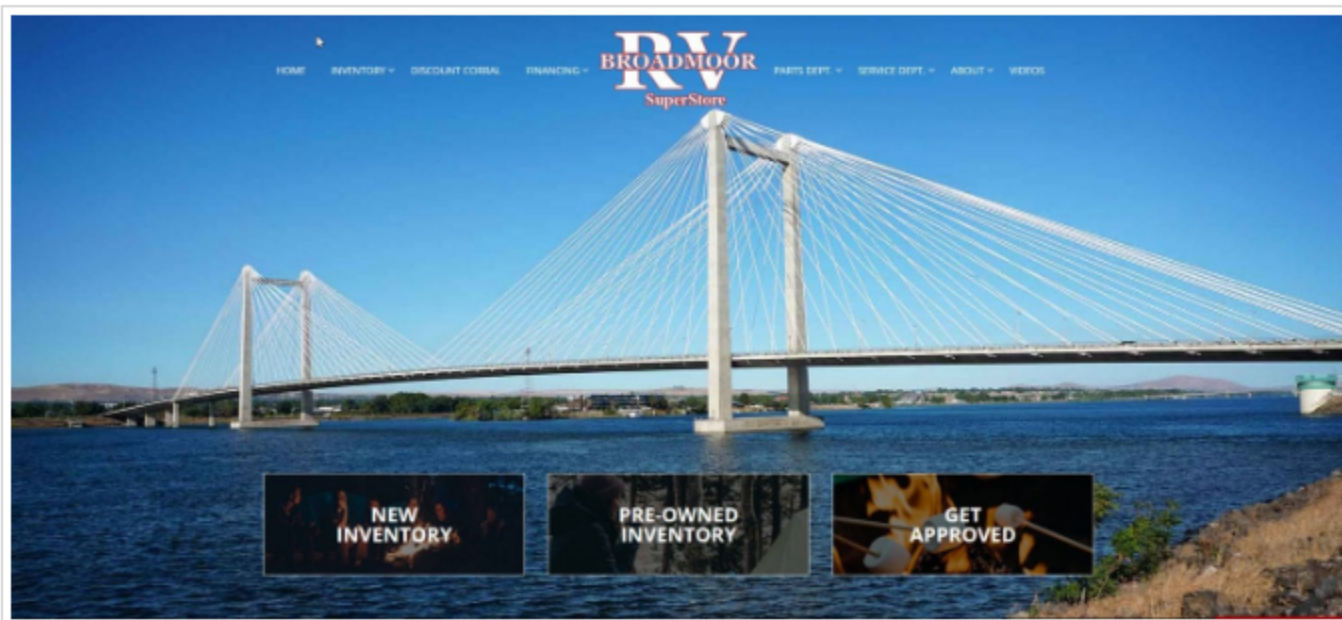 HOME
INVENTORY
DISCOUNT CORRAL
FINANCING
RV
BROADMOOR
SuperStore
PARTS DEPT.
SERVICE DEPT.
ABOUT
VIDEOS
NEW
INVENTORY
PRE-OWNED
INVENTORY
GET
APPROVED